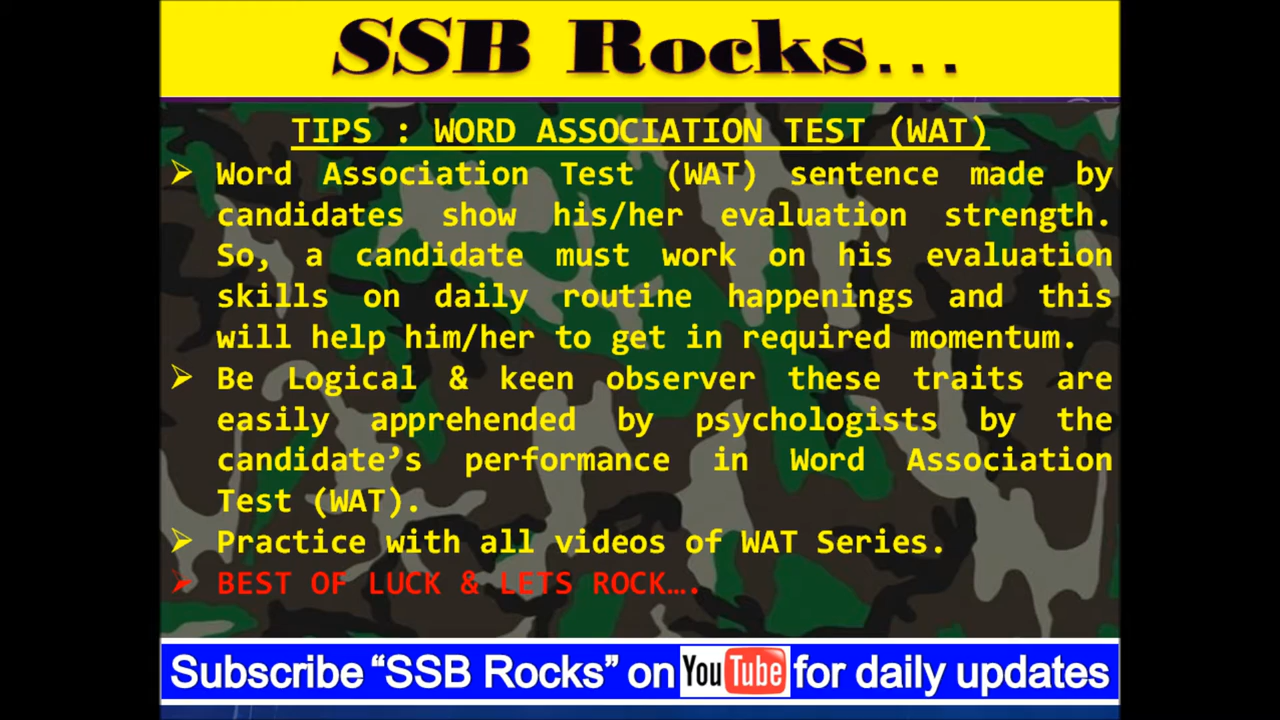 SSB Rocks...
TIPS : WORD ASSOCIATION TEST (WAT)
➢ Word Association Test (WAT) sentence made by
candidates show his/her evaluation strength.
So, a candidate must work on his evaluation
skills on daily routine happenings and this
will help him/her to get in required momentum.
➢ Be Logical & keen observer these traits are
easily apprehended by psychologists by the
candidate’s performance in Word Association
Test (WAT).
➢ Practice with all videos of WAT Series.
➢ BEST OF LUCK & LETS ROCK….
Subscribe “SSB Rocks” on YouTube for daily updates